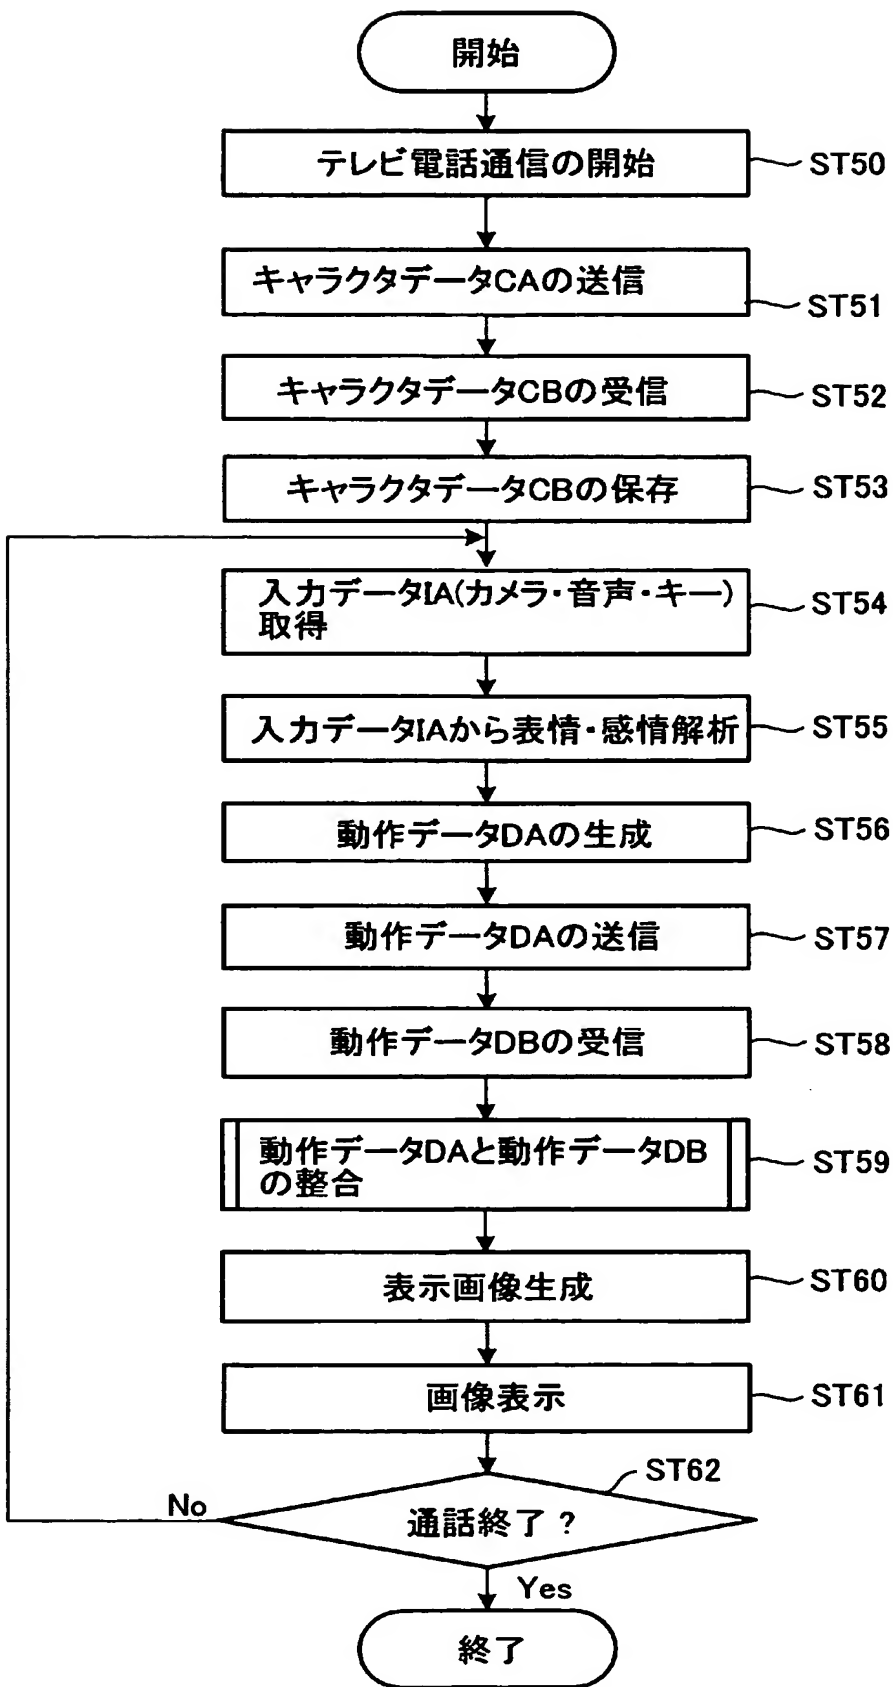 開始
テレビ電話通信の開始
ST50
キャラクタデータCAの送信
ST51
キャラクタデータCBの受信
ST52
キャラクタデータCBの保存
ST53
入力データIA(カメラ・音声・キー)
取得
ST54
入力データIAから表情・感情解析
ST55
動作データDAの生成
ST56
動作データDAの送信
ST57
動作データDBの受信
ST58
動作データDAと動作データDB
の整合
ST59
表示画像生成
ST60
画像表示
ST61
ST62
No
通話終了?
Yes
終了